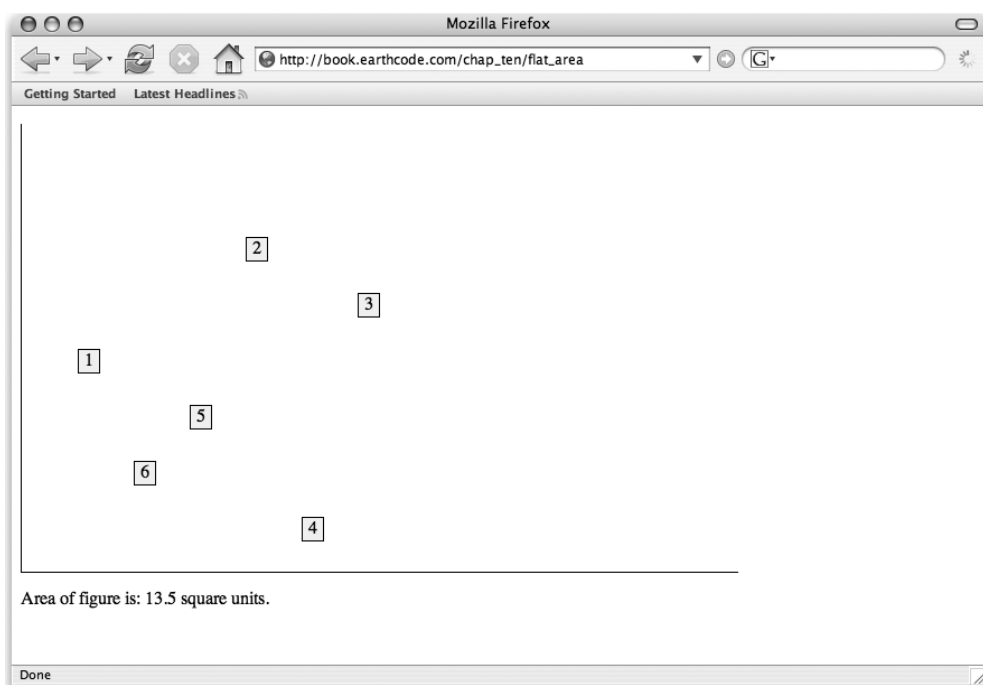 Mozilla Firefox
http://book.earthcode.com/chap_ten/flat_area
G
Getting Started Latest Headlines
2
3
1
5
6
4
Area of figure is: 13.5 square units.
Done